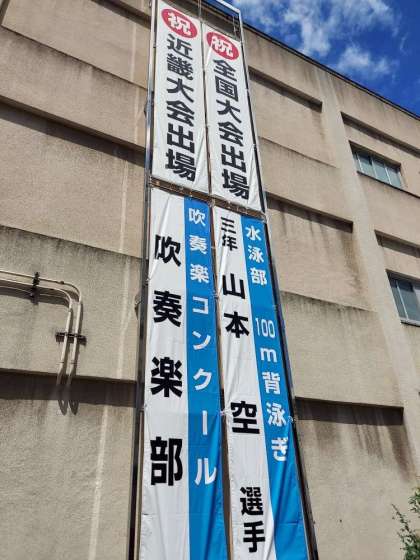 祝全国大会出場
水泳部 100m背泳ぎ
三年 山本 空 選手
祝近畿大会出場
吹奏楽コンクール
吹奏楽部